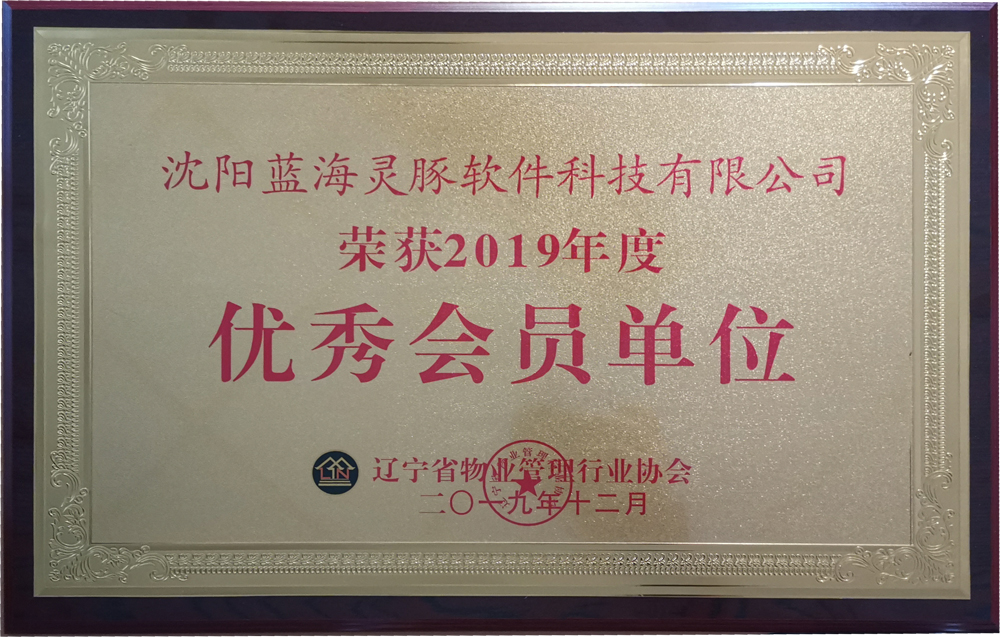 沈阳蓝海灵豚软件科技有限公司
荣获2019年度
优秀会员单位
辽宁省物业管理行业协会
二〇一九年十二月